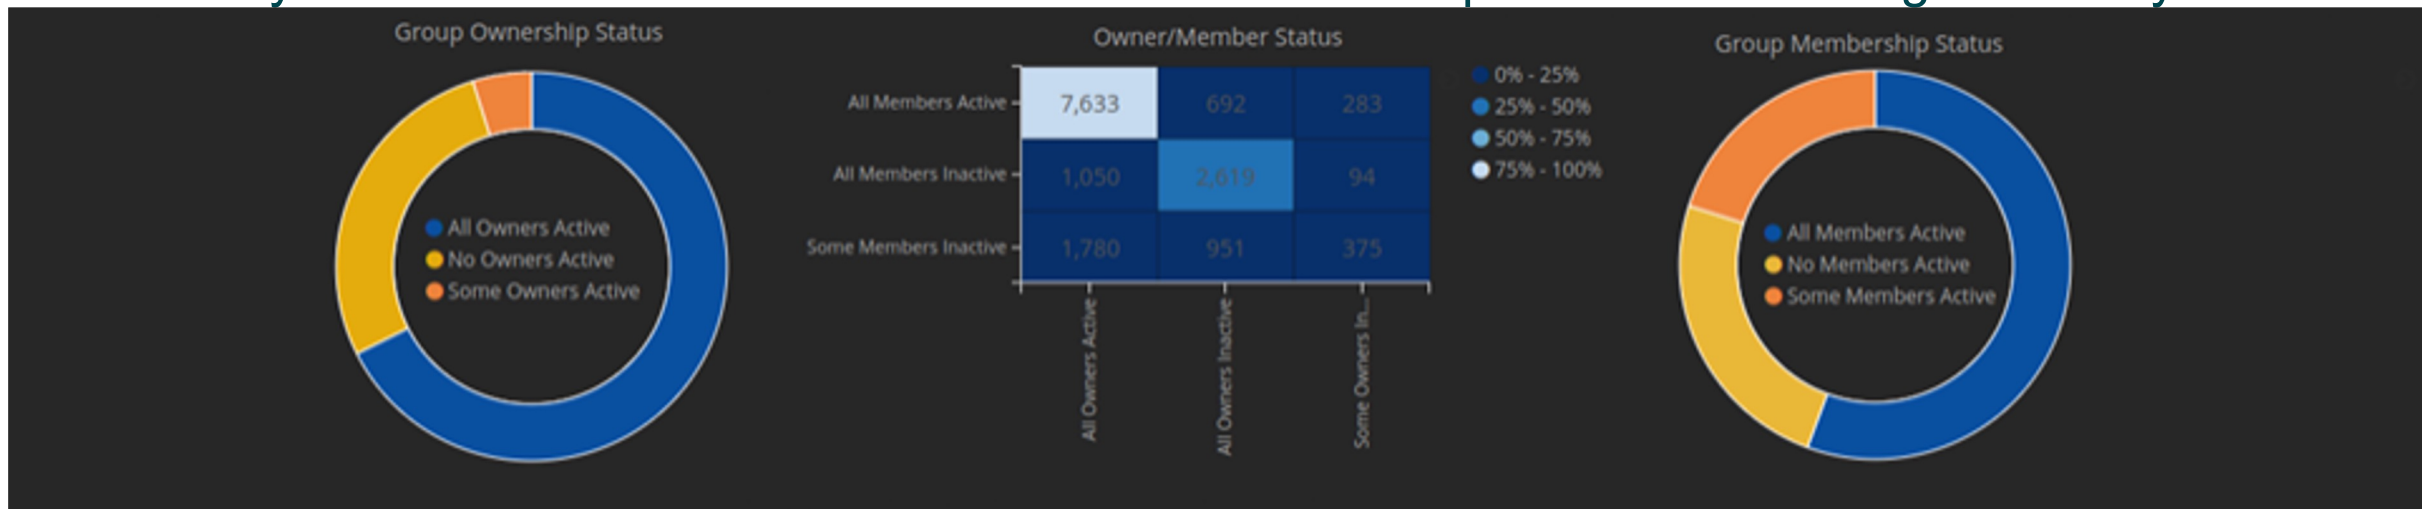 Group Ownership Status
All Owners Active
No Owners Active
Some Owners Active
Owner/Member Status
All Members Active
7,633
692
283
All Members Inactive
1,050
2,619
94
Some Members Inactive
1,780
951
375
All Owners Active
All Owners Inactive
Some Owners In...
0% - 25%
25% - 50%
50% - 75%
75% - 100%
Group Membership Status
All Members Active
No Members Active
Some Members Active